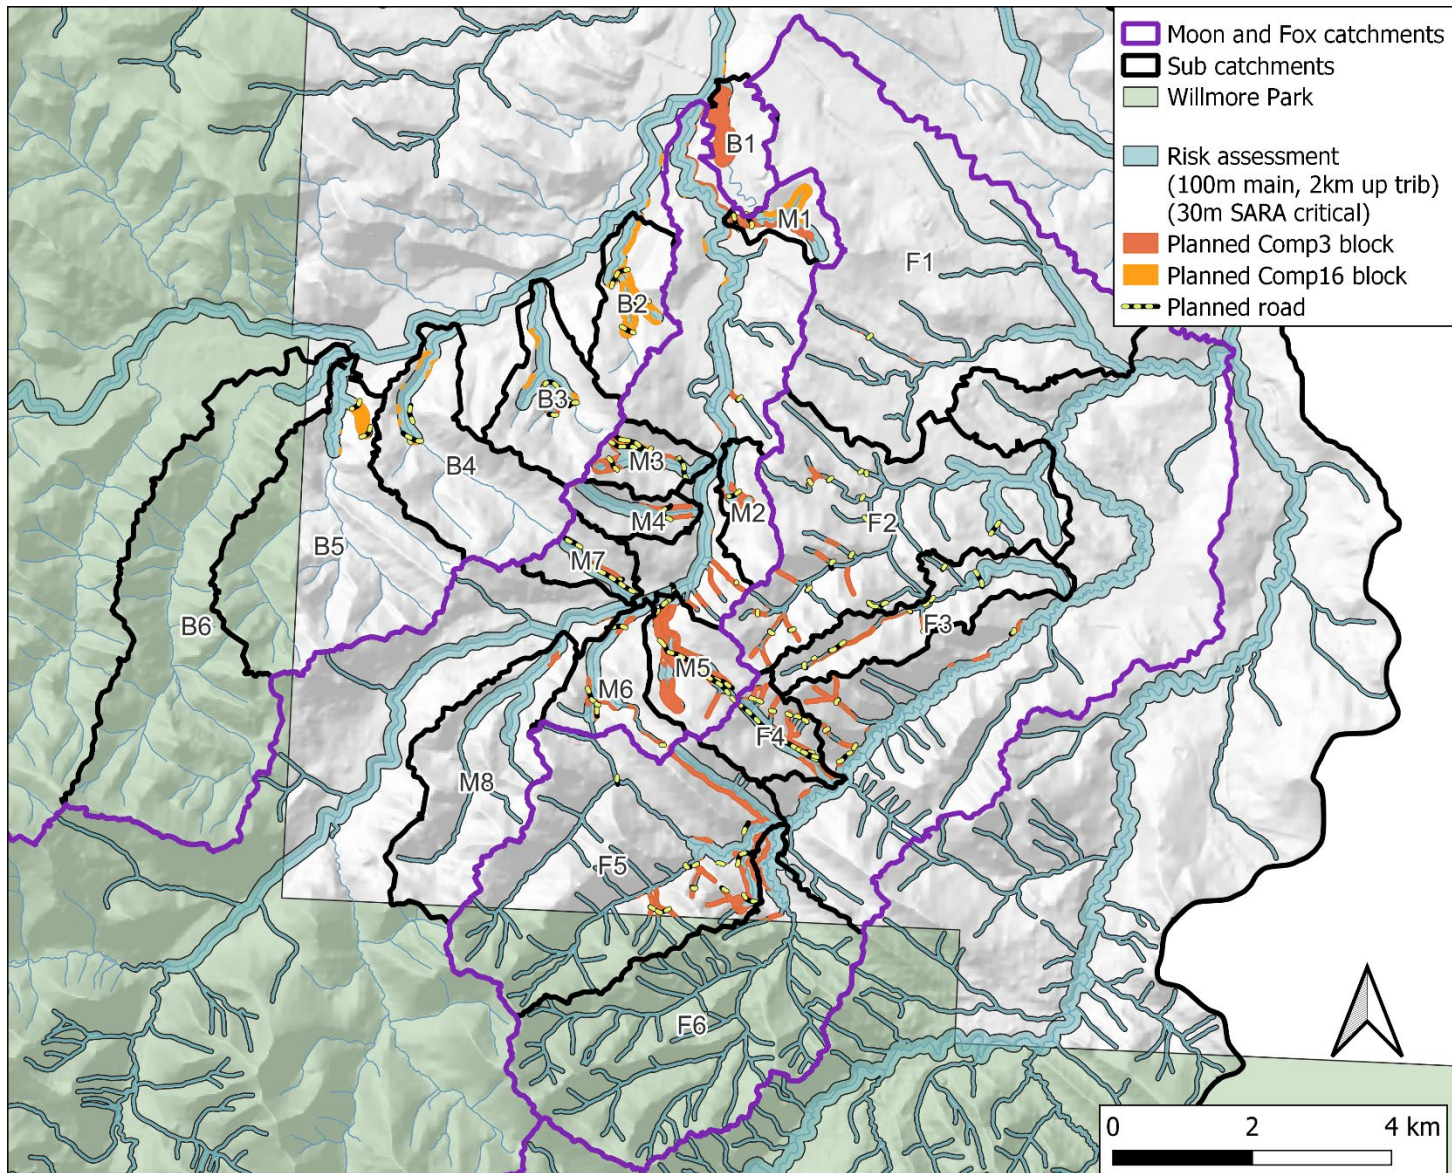 Moon and Fox catchments
Sub catchments
Willmore Park
Risk assessment
(100m main, 2km up trib)
(30m SARA critical)
Planned Comp3 block
Planned Comp16 block
Planned road
B1
M1
F1
B2
B3
B4
M3
M4
M2
F2
B5
M7
B6
F3
M5
M6
F4
M8
F5
F6
0 2 4 km